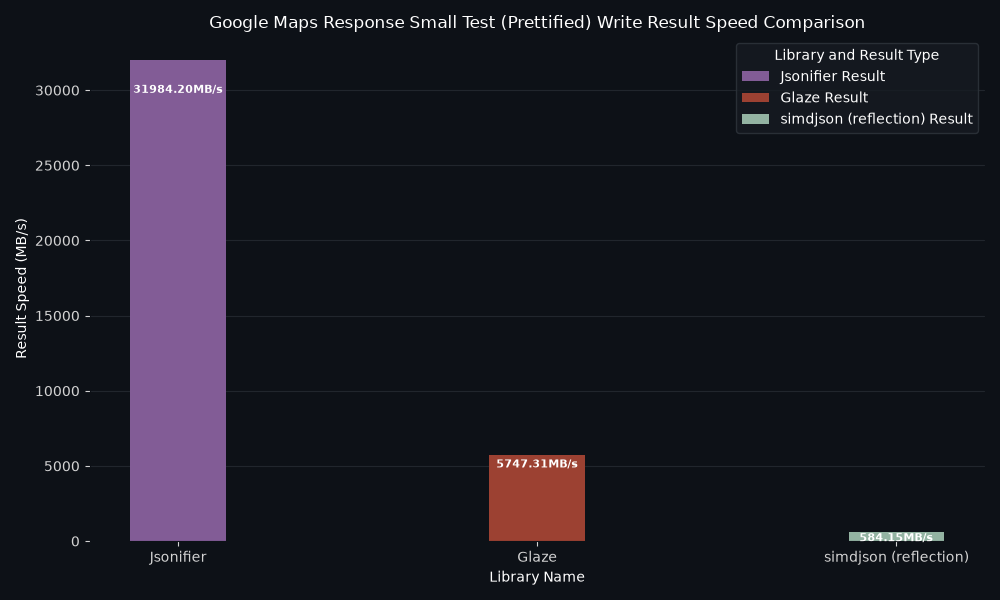 Google Maps Response Small Test (Prettified) Write Result Speed Comparison
Library and Result Type
Jsonifier Result
Glaze Result
simdjson (reflection) Result
Result Speed (MB/s)
30000
25000
20000
15000
10000
5000
0
31984.20MB/s
5747.31MB/s
584.15MB/s
Jsonifier
Glaze
simdjson (reflection)
Library Name